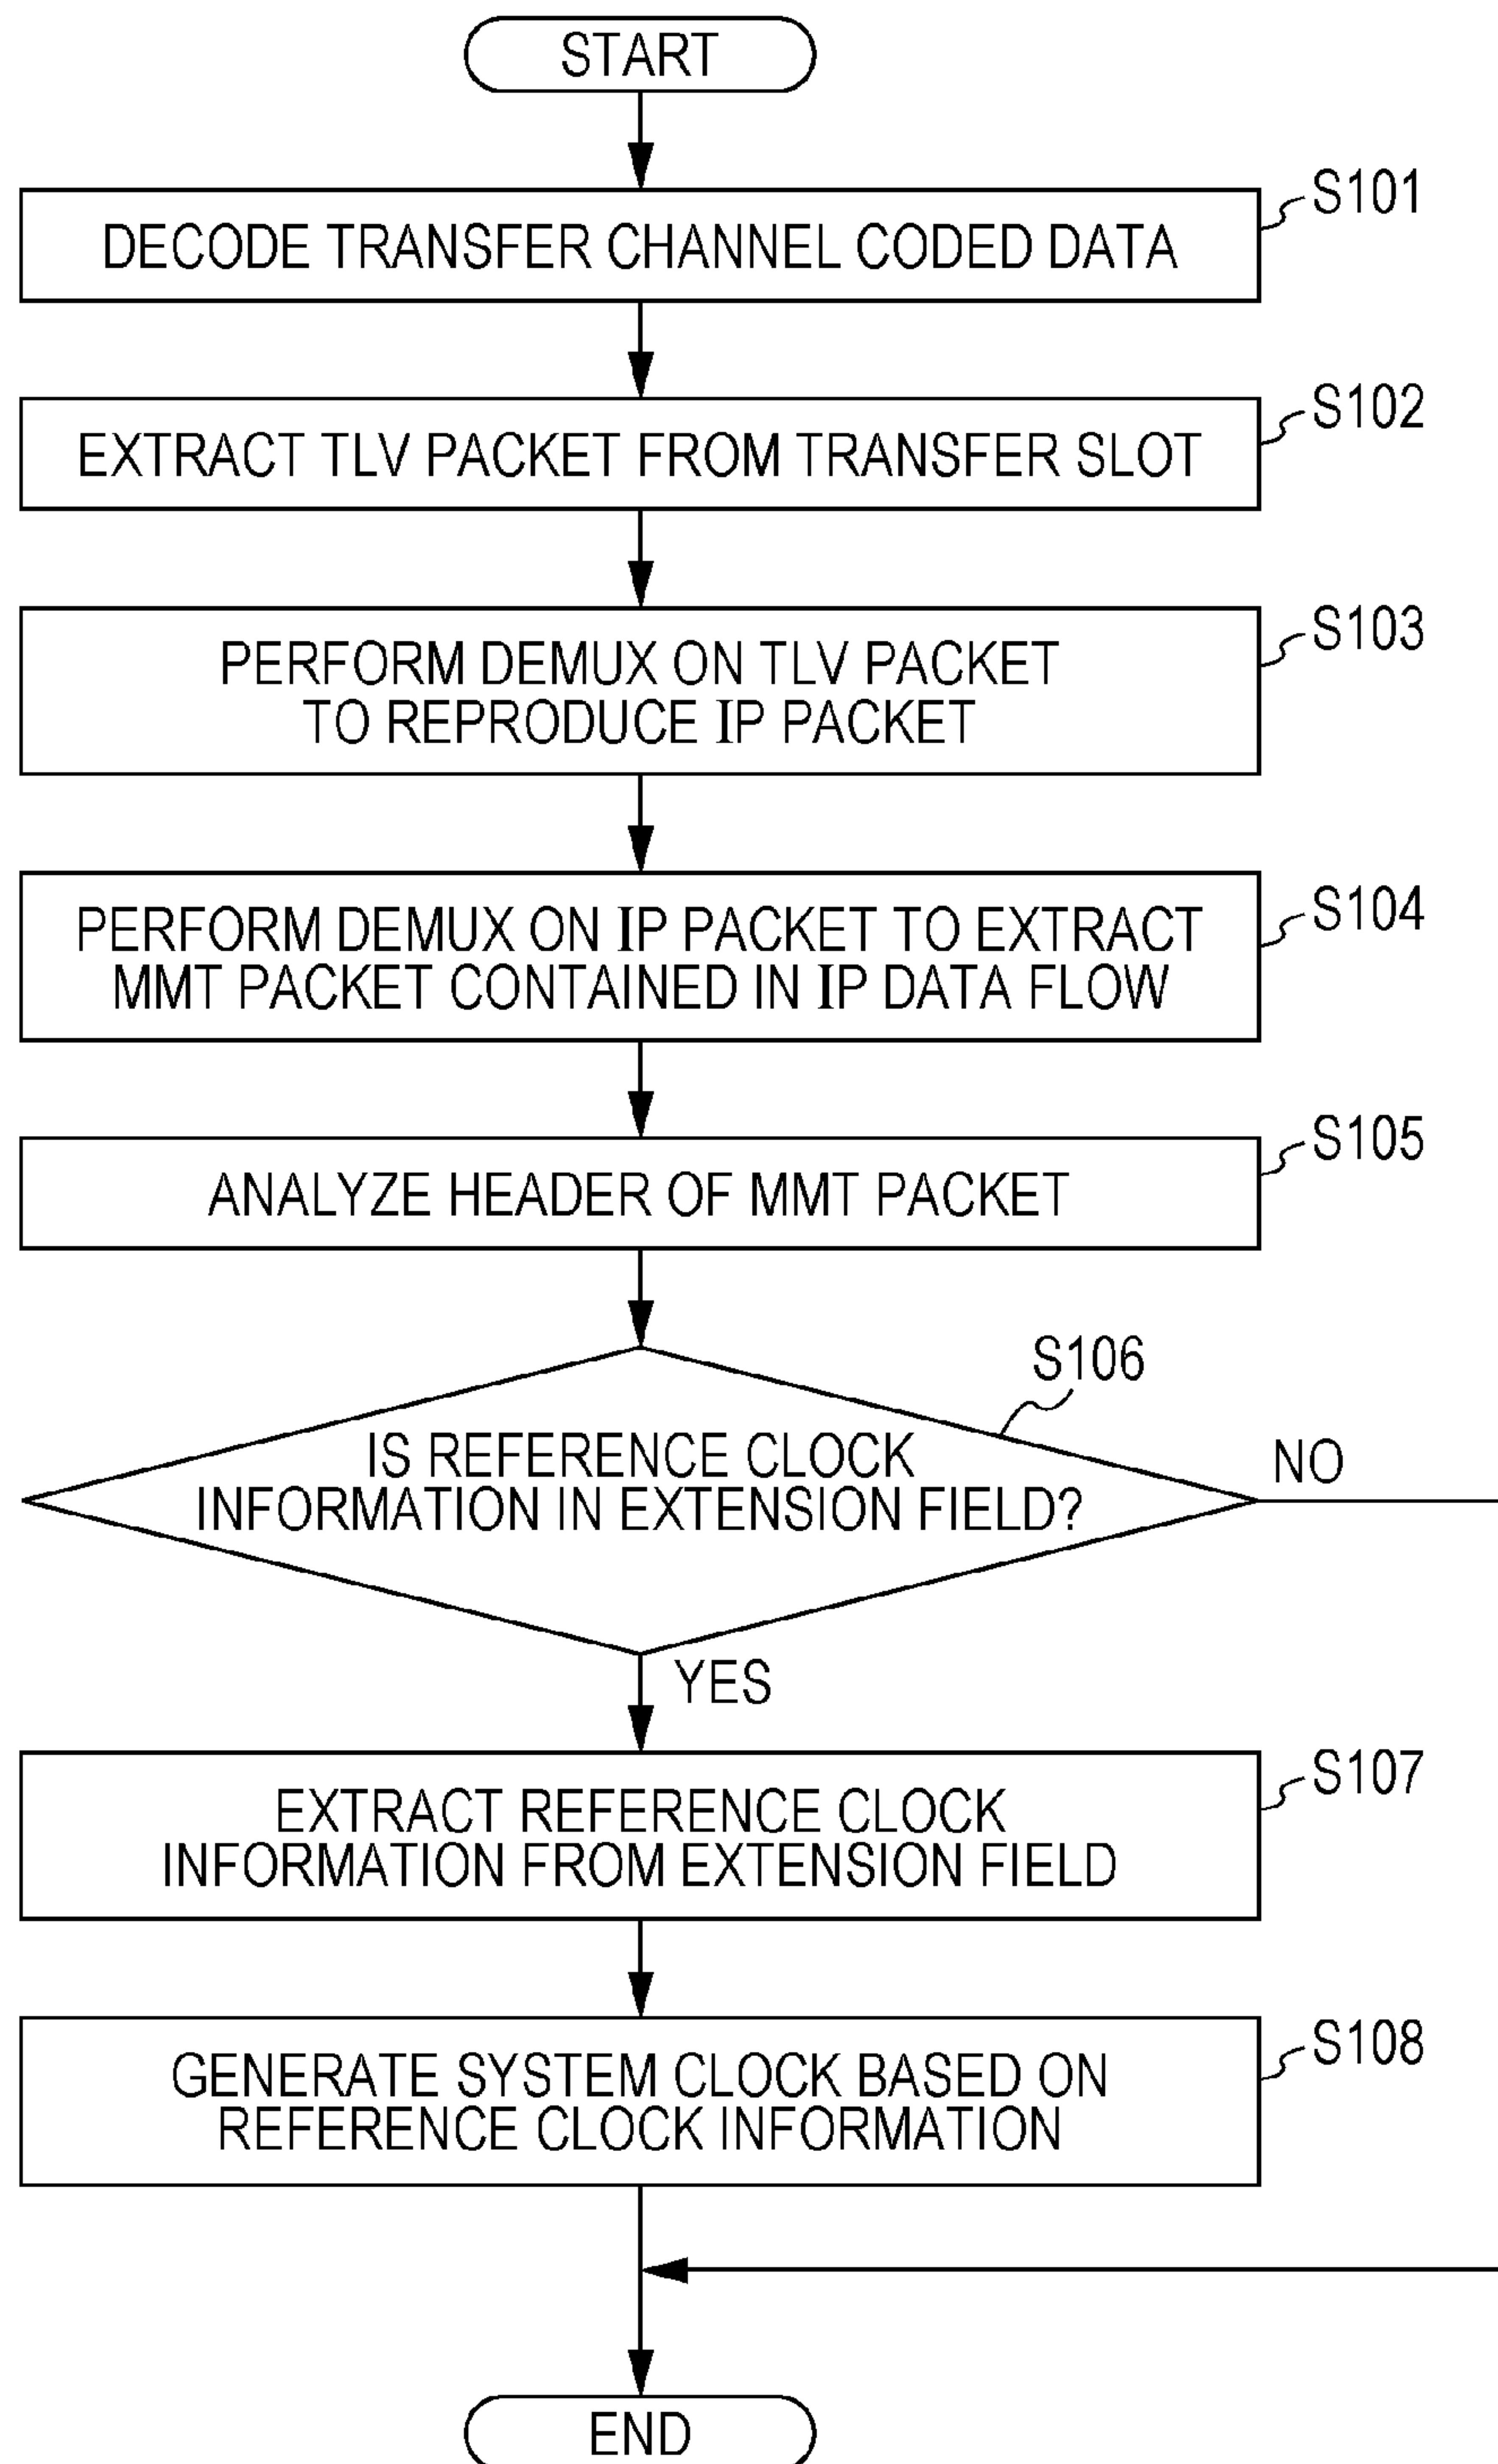 START
S101
DECODE TRANSFER CHANNEL CODED DATA
S102
EXTRACT TLV PACKET FROM TRANSFER SLOT
S103
PERFORM DEMUX ON TLV PACKET
TO REPRODUCE IP PACKET
S104
PERFORM DEMUX ON IP PACKET TO EXTRACT
MMT PACKET CONTAINED IN IP DATA FLOW
S105
ANALYZE HEADER OF MMT PACKET
S106
IS REFERENCE CLOCK
INFORMATION IN EXTENSION FIELD?
NO
YES
S107
EXTRACT REFERENCE CLOCK
INFORMATION FROM EXTENSION FIELD
S108
GENERATE SYSTEM CLOCK BASED ON
REFERENCE CLOCK INFORMATION
END